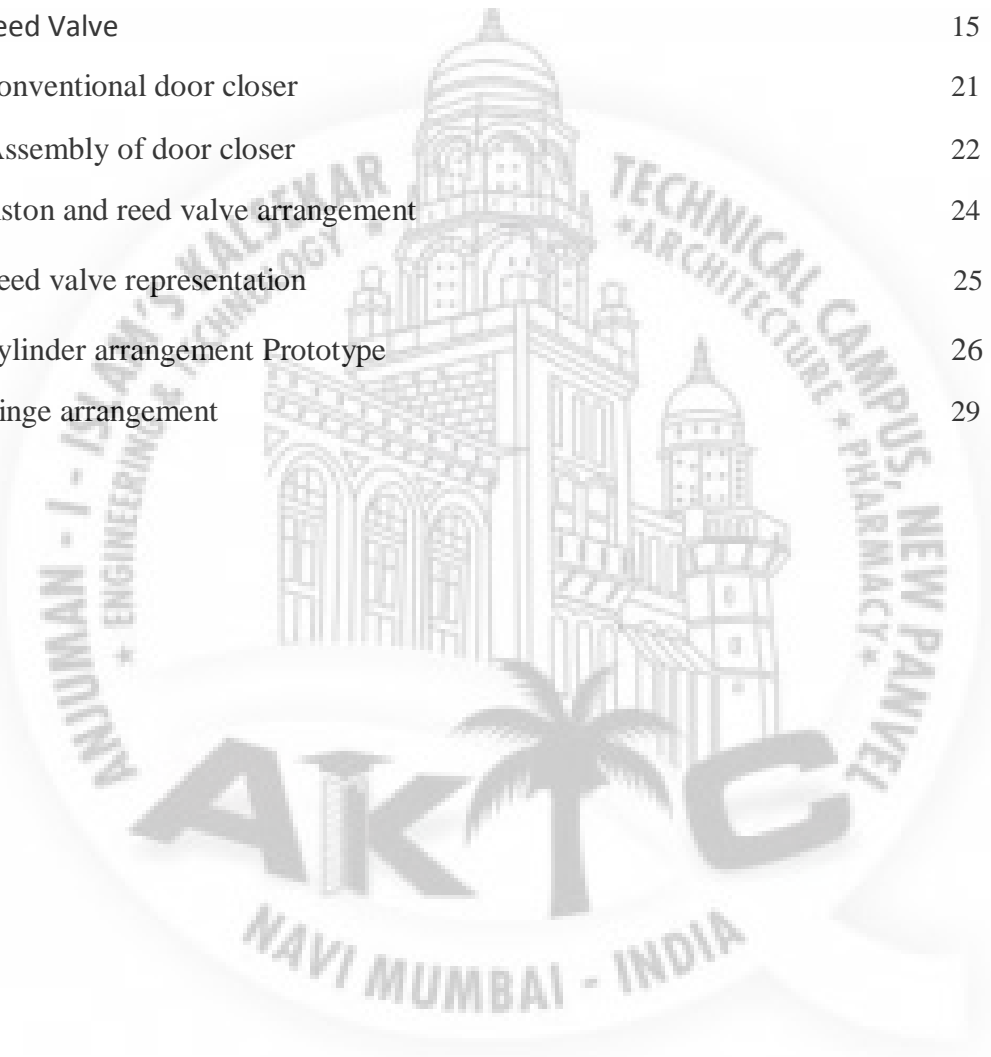 eed Valve 15
onventional door closer 21
Assembly of door closer 22
iston and reed valve arrangement 24
eed valve representation 25
ylinder arrangement Prototype 26
inge arrangement 29
ANJUMAN - I - ISLAM'S KALSEKAR TECHNICAL CAMPUS, NEW PANVEL
* ENGINEERING & TECHNOLOGY * *ARCHITECTURE * PHARMACY*
AKTC
NAVI MUMBAI - INDIA